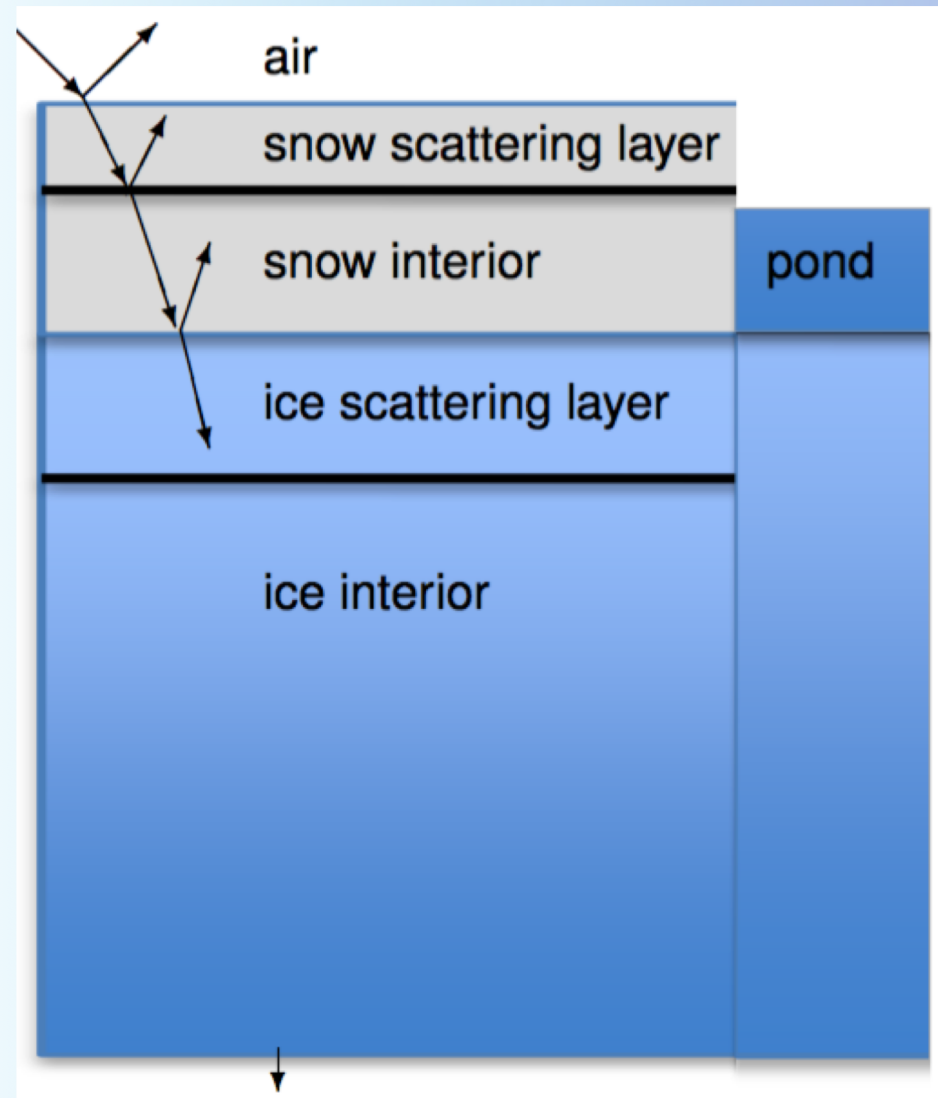 air
snow scattering layer
snow interior
pond
ice scattering layer
ice interior